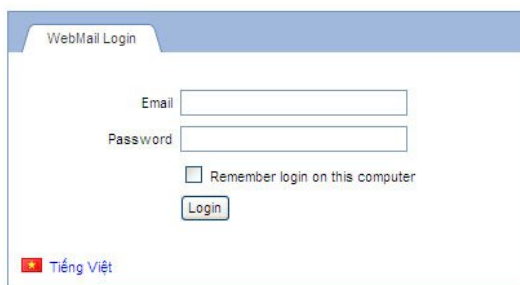 WebMail Login
Email
Password
Remember login on this computer
Login
Tiếng Việt